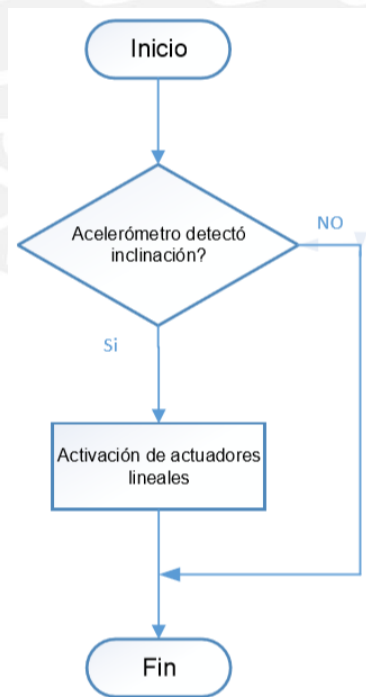 Inicio
Acelerómetro detectó
inclinación?
NO
Si
Activación de actuadores
lineales
Fin